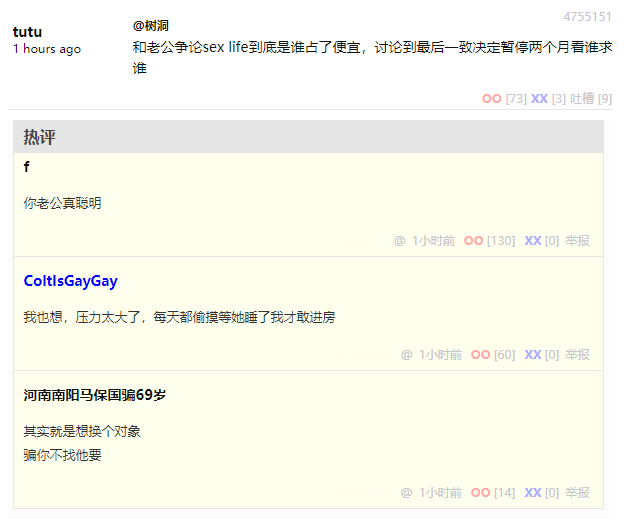 4755151
tutu
1 hours ago
@树洞
和老公争论sex life到底是谁占了便宜，讨论到最后一致决定暂停两个月看谁求
谁
OO [73] XX [3] 吐槽 [9]
热评
f
你老公真聪明
@ 1小时前 OO [130] XX [0] 举报
ColtIsGayGay
我也想，压力太大了，每天都偷摸等她睡了我才敢进房
@ 1小时前 OO [60] XX [0] 举报
河南南阳马保国骗69岁
其实就是想换个对象
骗你不找他要
@ 1小时前 OO [14] XX [0] 举报